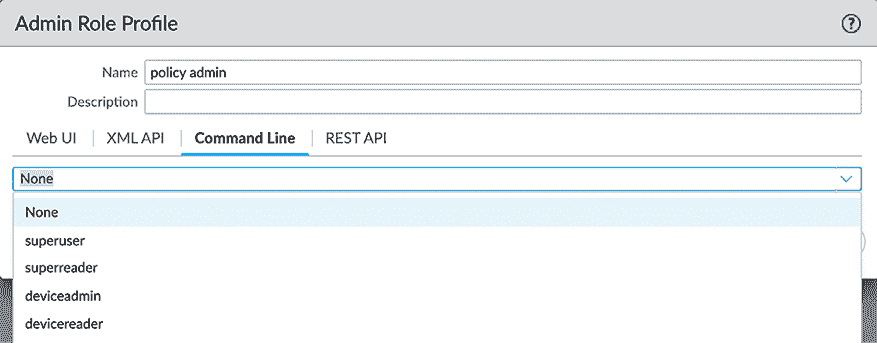 Admin Role Profile ?
Name policy admin
Description
Web UI XML API Command Line REST API
None
None
superuser
superreader
deviceadmin
devicereader